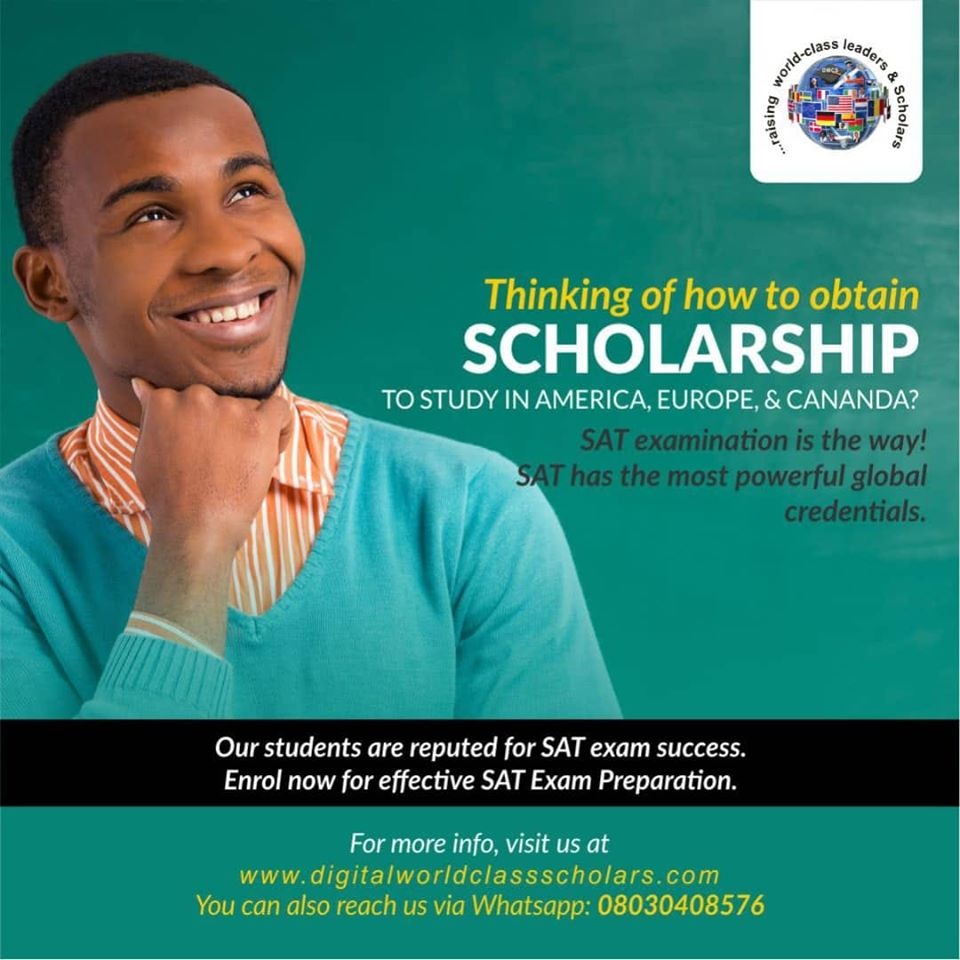 ...raising world-class leaders & Scholars
DWCS
Thinking of how to obtain
SCHOLARSHIP
TO STUDY IN AMERICA, EUROPE, & CANANDA?
SAT examination is the way!
SAT has the most powerful global
credentials.
Our students are reputed for SAT exam success.
Enrol now for effective SAT Exam Preparation.
For more info, visit us at
www.digitalworldclassscholars.com
You can also reach us via Whatsapp: 08030408576